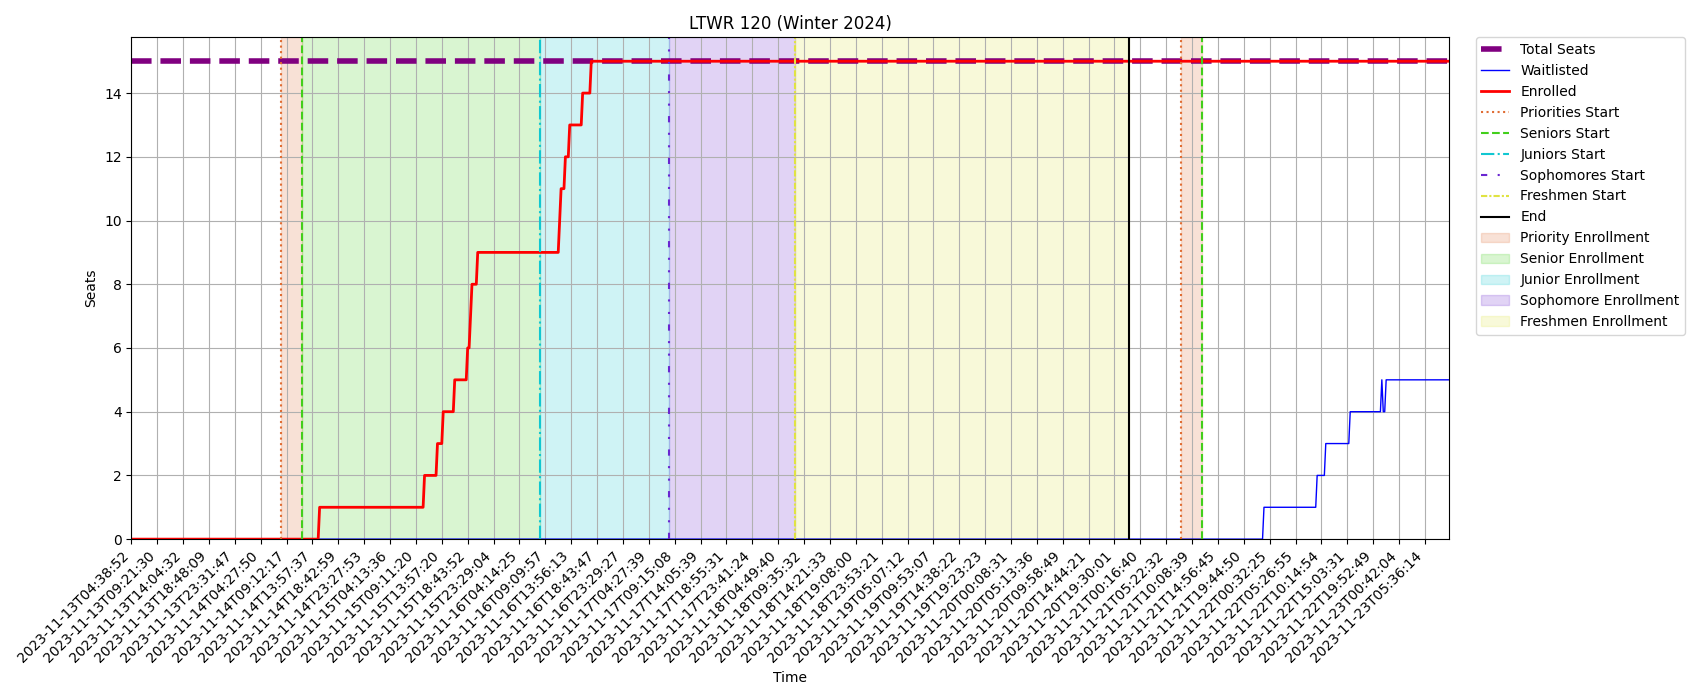 LTWR 120 (Winter 2024)
Seats
14
12
10
8
6
4
2
0
2023-11-13T04:38:52
2023-11-13T09:21:30
2023-11-13T14:04:32
2023-11-13T18:48:09
2023-11-13T23:31:47
2023-11-14T04:27:50
2023-11-14T09:12:17
2023-11-14T13:57:37
2023-11-14T18:42:59
2023-11-14T23:27:53
2023-11-15T04:13:36
2023-11-15T09:11:20
2023-11-15T13:57:20
2023-11-15T18:43:52
2023-11-15T23:29:04
2023-11-16T04:14:25
2023-11-16T09:09:57
2023-11-16T13:56:13
2023-11-16T18:43:47
2023-11-16T23:29:27
2023-11-17T04:27:39
2023-11-17T09:15:08
2023-11-17T14:05:39
2023-11-17T18:55:31
2023-11-17T23:41:24
2023-11-18T04:49:40
2023-11-18T09:35:32
2023-11-18T14:21:33
2023-11-18T19:08:00
2023-11-18T23:53:21
2023-11-19T05:07:12
2023-11-19T09:53:07
2023-11-19T14:38:22
2023-11-19T19:23:23
2023-11-20T00:08:31
2023-11-20T05:13:36
2023-11-20T09:58:49
2023-11-20T14:44:21
2023-11-20T19:30:01
2023-11-21T00:16:40
2023-11-21T05:22:32
2023-11-21T10:08:39
2023-11-21T14:56:45
2023-11-21T19:44:50
2023-11-22T00:32:25
2023-11-22T05:26:55
2023-11-22T10:14:54
2023-11-22T15:03:31
2023-11-22T19:52:49
2023-11-23T00:42:04
2023-11-23T05:36:14
Time
Total Seats
Waitlisted
Enrolled
Priorities Start
Seniors Start
Juniors Start
Sophomores Start
Freshmen Start
End
Priority Enrollment
Senior Enrollment
Junior Enrollment
Sophomore Enrollment
Freshmen Enrollment